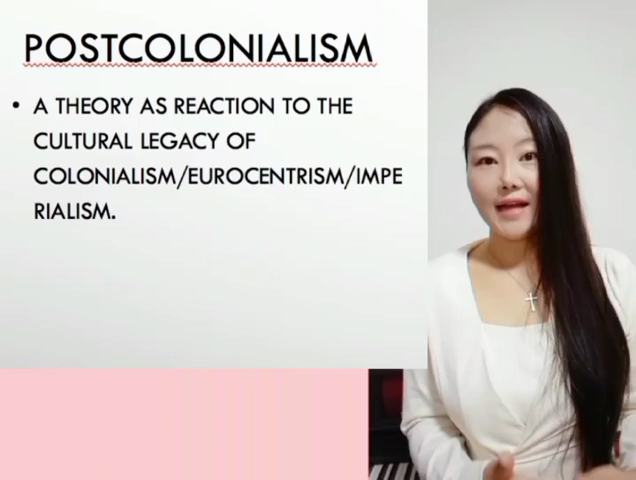 POSTCOLONIALISM
• A THEORY AS REACTION TO THE
CULTURAL LEGACY OF
COLONIALISM/EUROCENTRISM/IMPE
RIALISM.